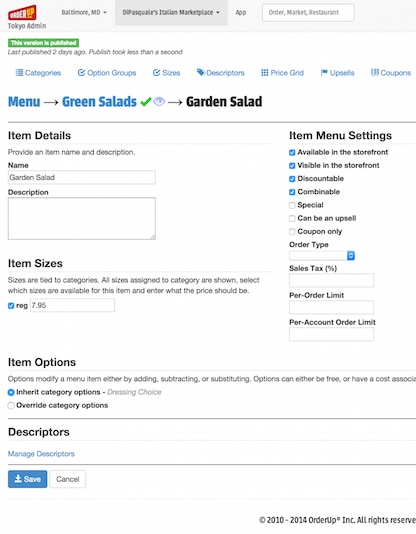 ORDERUP
Baltimore, MD
DiPasquale's Italian Marketplace
App
Order, Market, Restaurant
Tokyo Admin
This version is published
Last published 2 days ago. Publish took less than a second
Categories
Option Groups
Sizes
Descriptors
Price Grid
Upsells
Coupons
Menu → Green Salads → Garden Salad
Item Details
Provide an item name and description.
Name
Garden Salad
Description
Item Sizes
Sizes are tied to categories. All sizes assigned to category are shown, select
which sizes are available for this item and enter what the price should be.
reg 7.95
Item Menu Settings
Available in the storefront
Visible in the storefront
Discountable
Combinable
Special
Can be an upsell
Coupon only
Order Type
Sales Tax (%)
Per-Order Limit
Per-Account Order Limit
Item Options
Options modify a menu item either by adding, subtracting, or substituting. Options can either be free, or have a cost associa
Inherit category options - Dressing Choice
Override category options
Descriptors
Manage Descriptors
Save
Cancel
© 2010 - 2014 OrderUp® Inc. All rights reserve